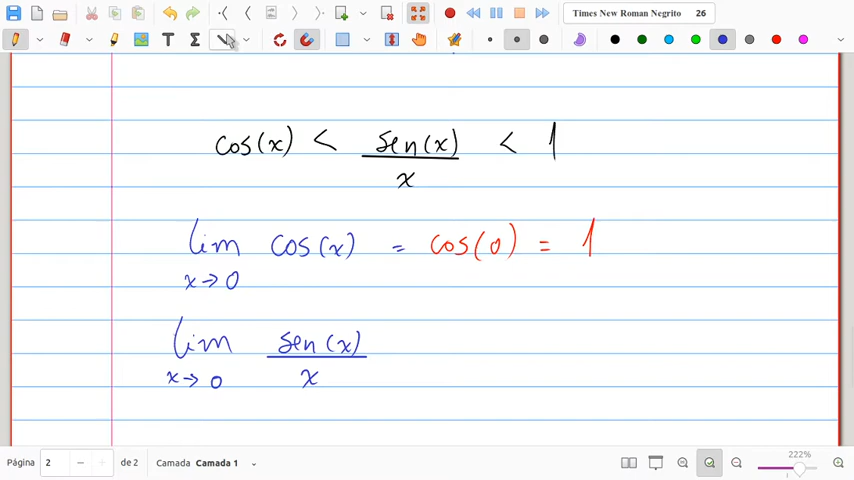 Times New Roman Negrito 26
cos(x) < sen(x) < 1
x
lim cos(x) = cos(0) = 1
x→0
lim sen(x)
x→0 x
Página 2 de 2 Camada Camada 1 222%